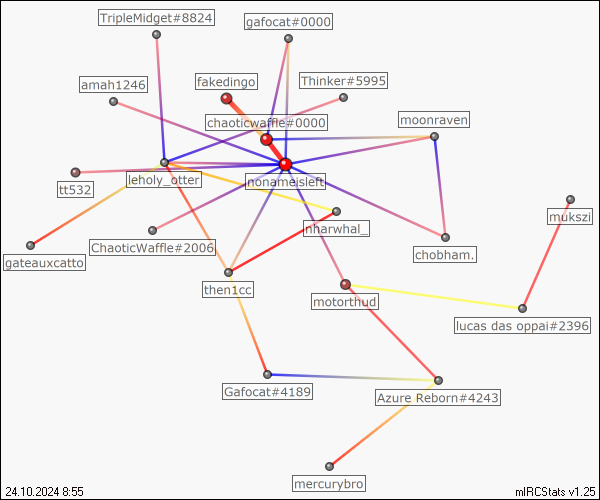 TripleMidget#8824
gafocat#0000
fakedingo
Thinker#5995
amah1246
chaoticwaffle#0000
moonraven
leholy_otter
nonameisleft
tt532
mukszi
nharwhal_
ChaoticWaffle#2006
chobham.
gateauxcatto
then1cc
motorthud
lucas das oppai#2396
Gafocat#4189
Azure Reborn#4243
mercurybro
24.10.2024 8:55
mIRCStats v1.25